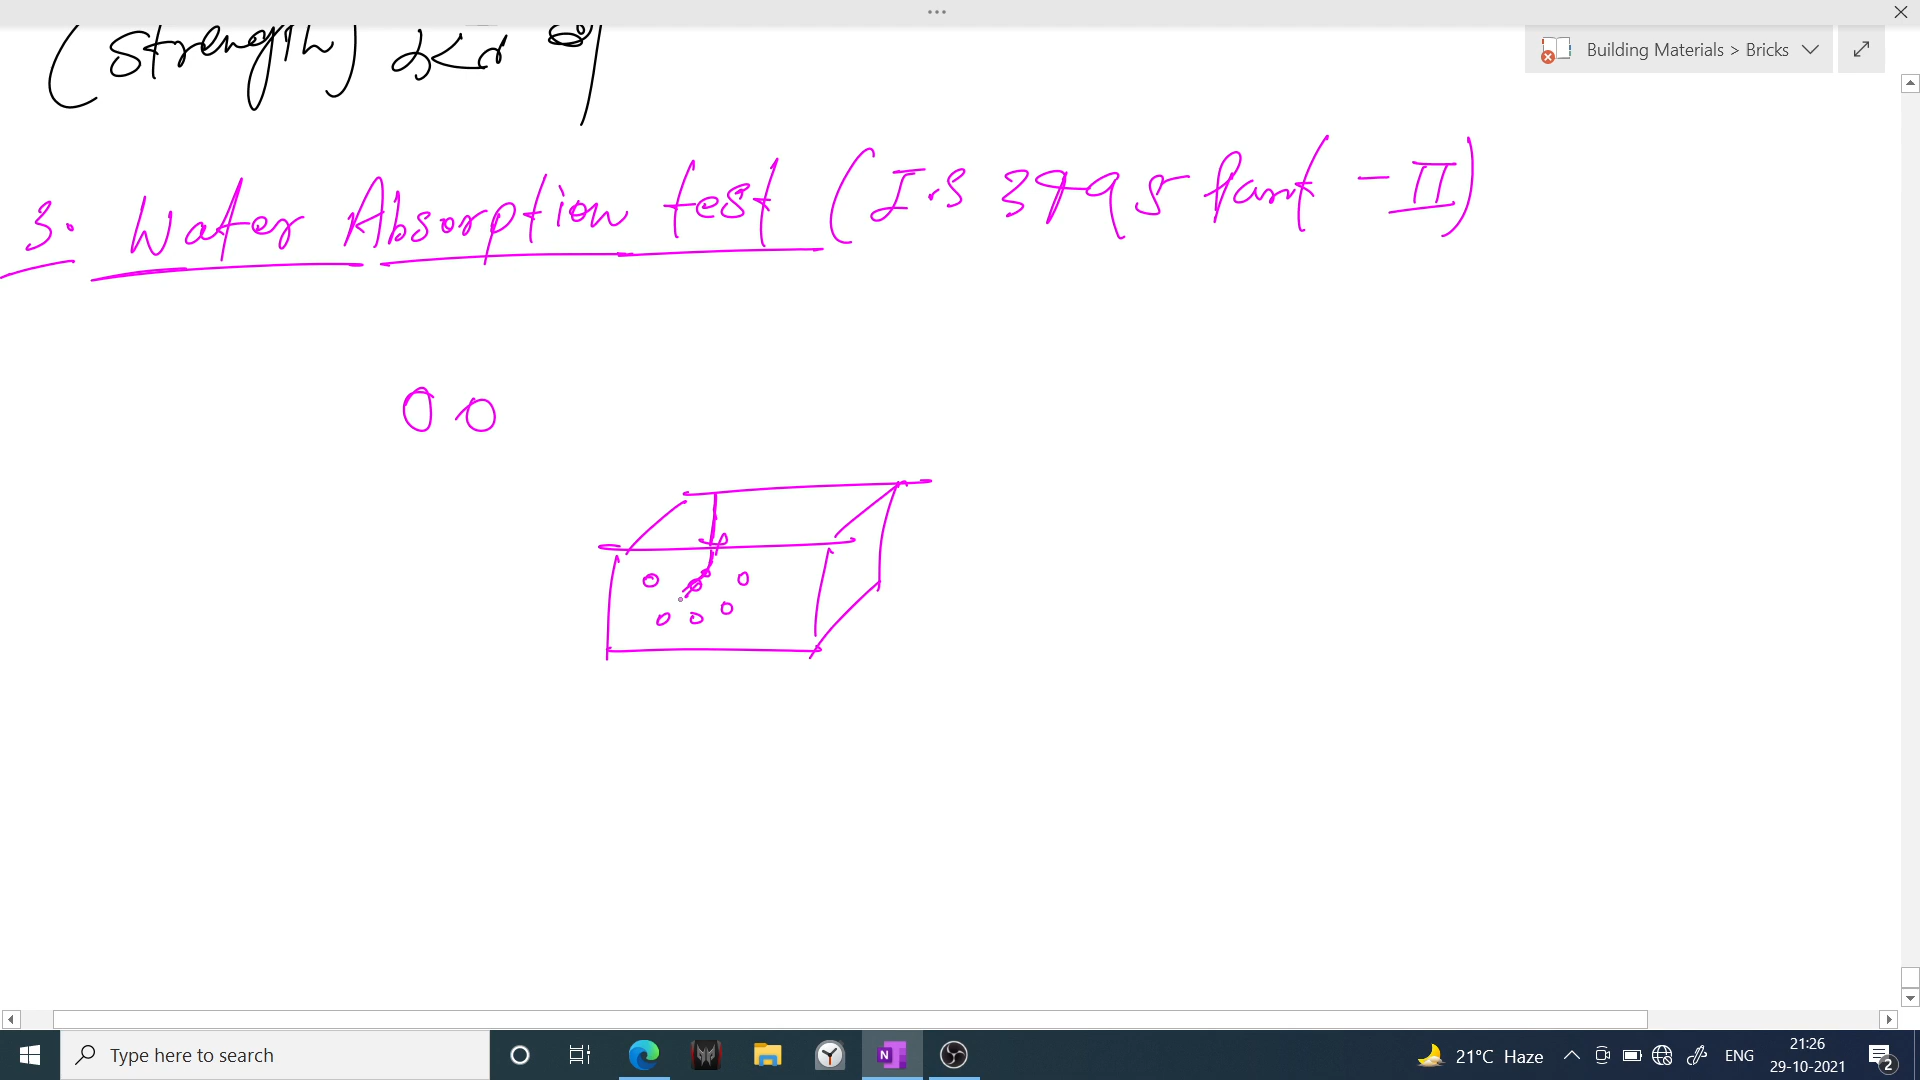 (strength)
Building Materials > Bricks
3. Water Absorption test (I.S 3495 Part - II)
Type here to search
21°C Haze
ENG
21:26
29-10-2021
2